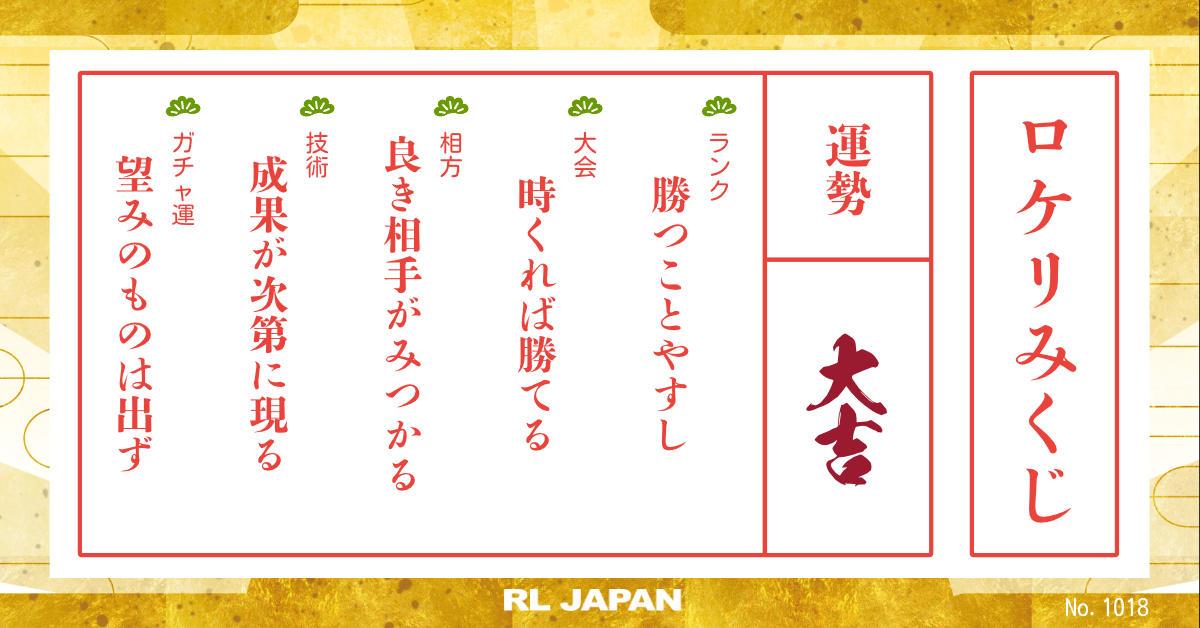 ロケリみくじ
運勢
大吉
ランク
勝つことやすし
大会
時くれば勝てる
相方
良き相手がみつかる
技術
成果が次第に現る
ガチャ運
望みのものは出ず
RL JAPAN
No. 1018